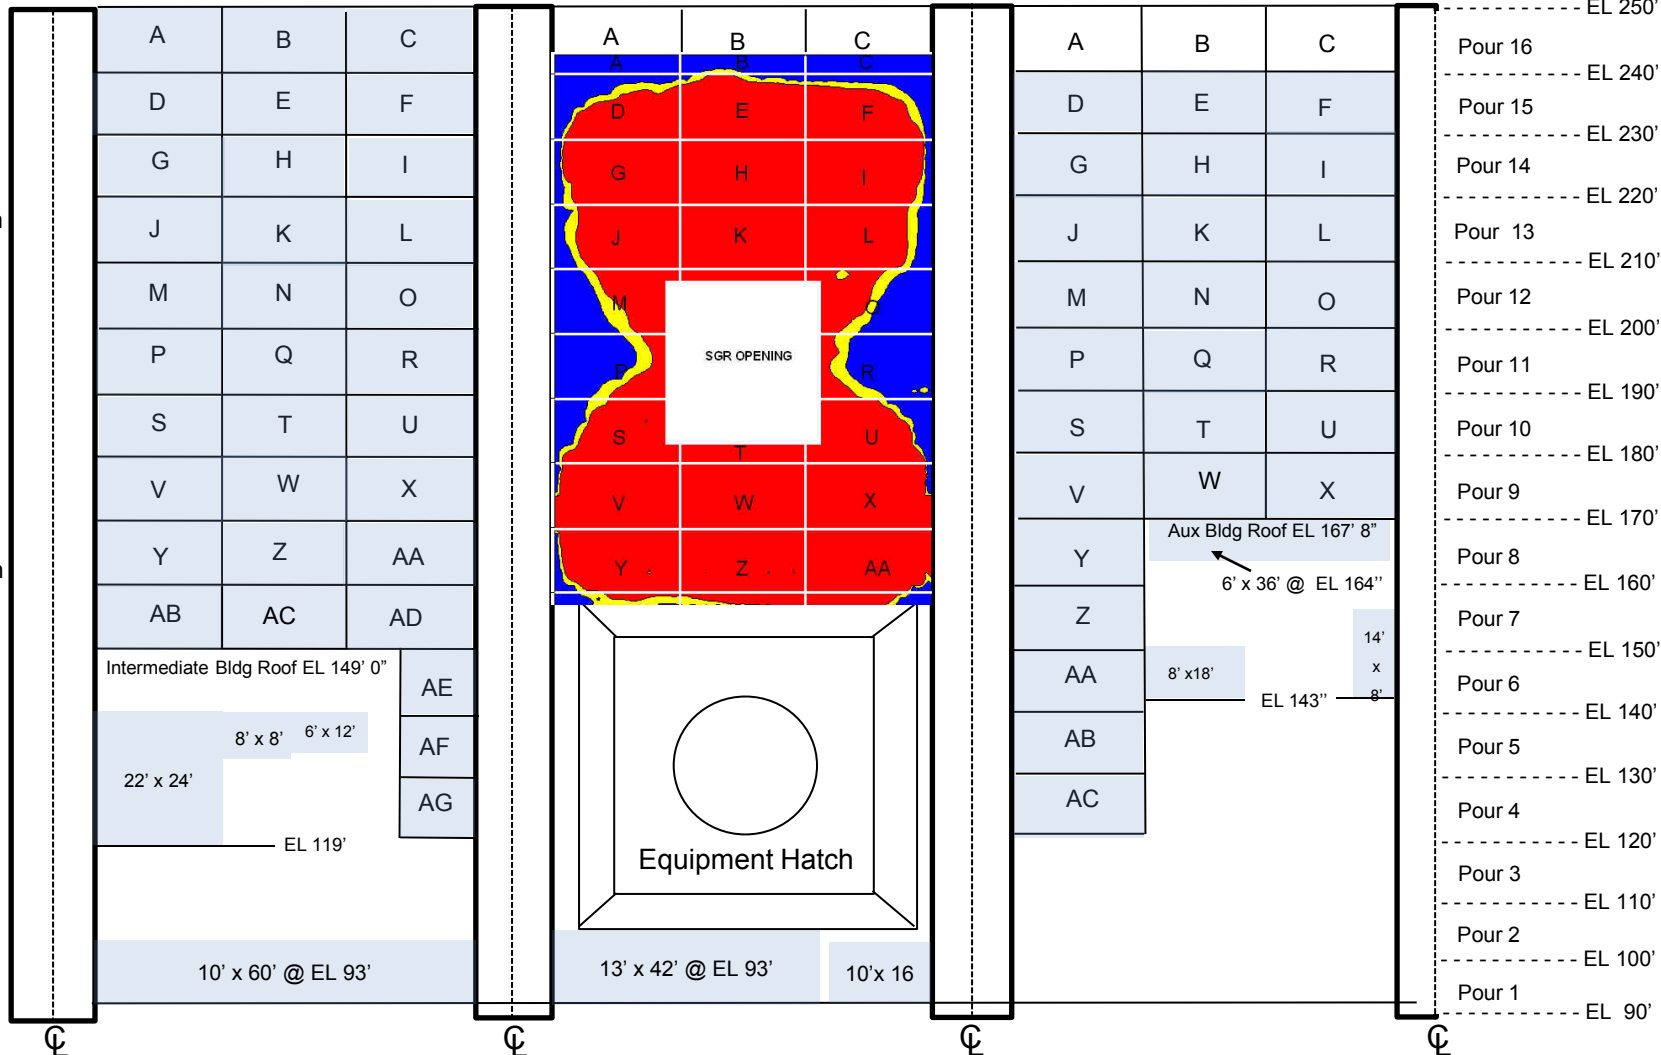 EL 250'
A B C A B C A B C Pour 16
A B C
EL 240'
D E F D E F D E F Pour 15
EL 230'
G H I G H I G H I Pour 14
EL 220'
J K L J K L J K L Pour 13
EL 210'
M N O M O M N O Pour 12
EL 200'
P Q R P SGR OPENING R P Q R Pour 11
EL 190'
S T U S T U S T U Pour 10
EL 180'
V W X V W X V W X Pour 9
EL 170'
Aux Bldg Roof EL 167' 8"
Y Z AA Y Z AA Y Pour 8
6' x 36' @ EL 164''
EL 160'
AB AC AD Z Pour 7
14'
x
8'
EL 150'
Intermediate Bldg Roof EL 149' 0"
AE AA 8' x18' Pour 6
EL 143''
EL 140'
8' x 8' 6' x 12' AF AB Pour 5
22' x 24'
EL 130'
AG AC Pour 4
EL 119'
EL 120'
Equipment Hatch
Pour 3
EL 110'
Pour 2
EL 100'
10' x 60' @ EL 93' 13' x 42' @ EL 93' 10'x 16
Pour 1
EL 90'
℄ ℄ ℄ ℄